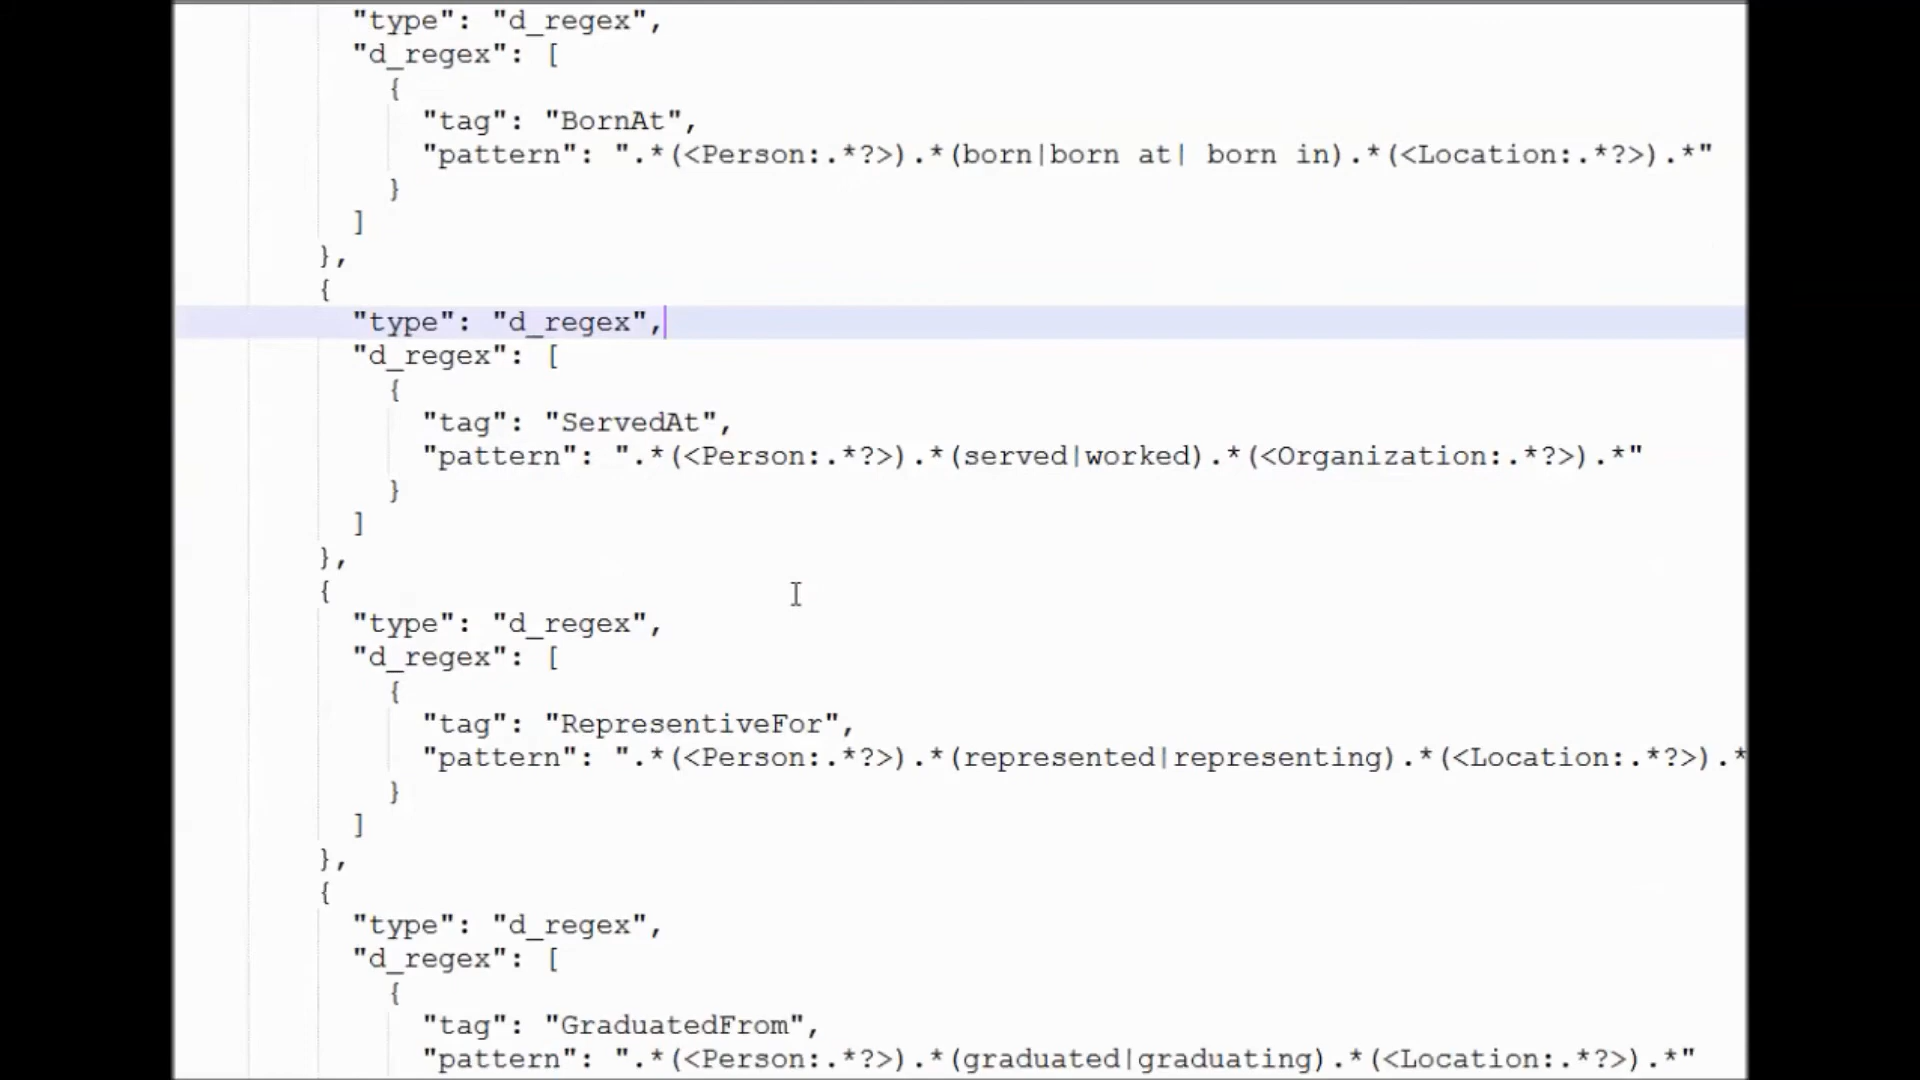 "type": "d_regex",
"d_regex": [
{
"tag": "BornAt",
"pattern": ".*(<Person:.*?>).*(born|born at| born in).*(<Location:.*?>).*"
}
]
},
{
"type": "d_regex",
"d_regex": [
{
"tag": "ServedAt",
"pattern": ".*(<Person:.*?>).*(served|worked).*(<Organization:.*?>).*"
}
]
},
{
"type": "d_regex",
"d_regex": [
{
"tag": "RepresentiveFor",
"pattern": ".*(<Person:.*?>).*(represented|representing).*(<Location:.*?>).*
}
]
},
{
"type": "d_regex",
"d_regex": [
{
"tag": "GraduatedFrom",
"pattern": ".*(<Person:.*?>).*(graduated|graduating).*(<Location:.*?>).*"